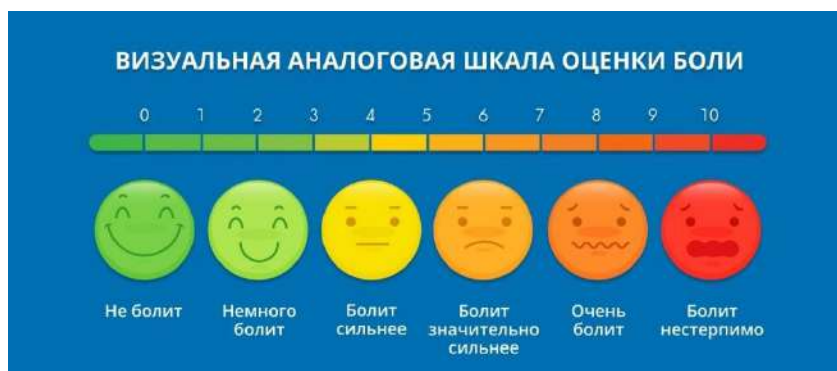 ВИЗУАЛЬНАЯ АНАЛОГОВАЯ ШКАЛА ОЦЕНКИ БОЛИ
0 1 2 3 4 5 6 7 8 9 10
Не болит
Немного
болит
Болит
сильнее
Болит
значительно
сильнее
Очень
болит
Болит
нестерпимо